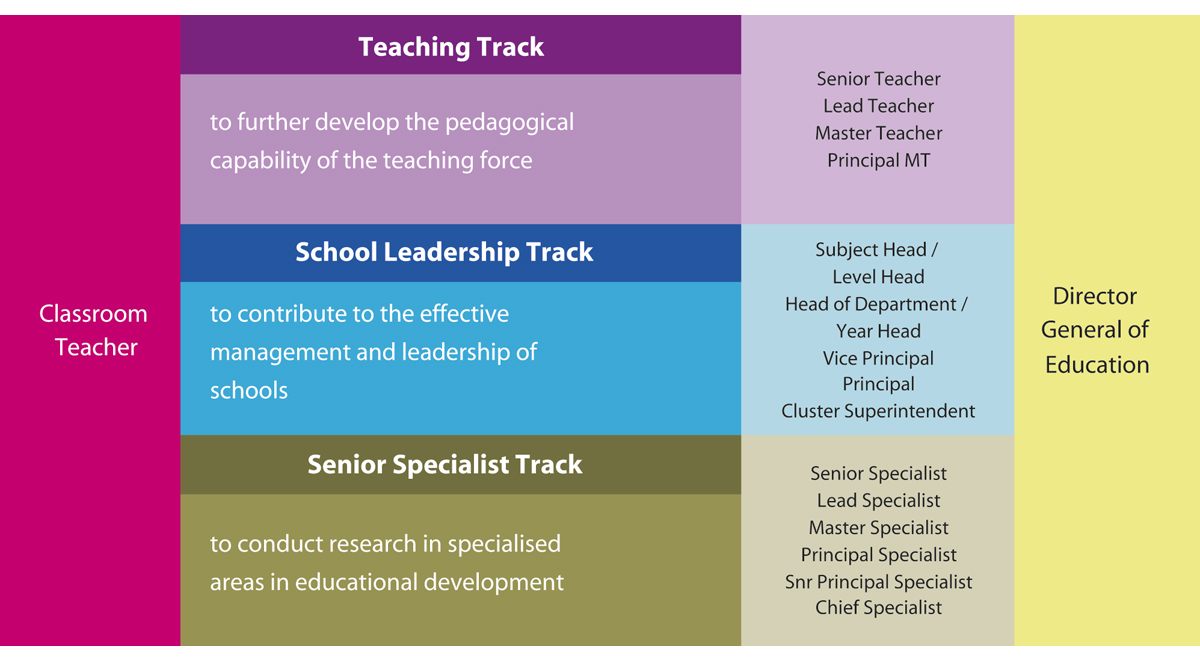 Classroom
Teacher
Teaching Track
to further develop the pedagogical
capability of the teaching force
Senior Teacher
Lead Teacher
Master Teacher
Principal MT
School Leadership Track
to contribute to the effective
management and leadership of
schools
Subject Head /
Level Head
Head of Department /
Year Head
Vice Principal
Principal
Cluster Superintendent
Senior Specialist Track
to conduct research in specialised
areas in educational development
Senior Specialist
Lead Specialist
Master Specialist
Principal Specialist
Snr Principal Specialist
Chief Specialist
Director
General of
Education